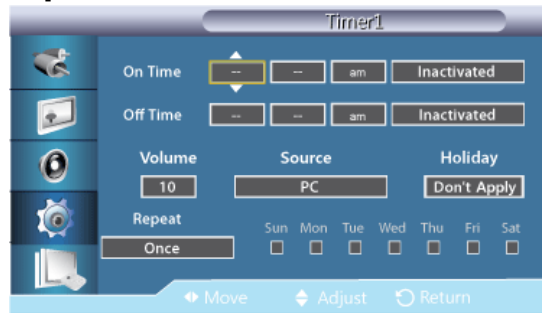 Timer1
On Time -- -- am Inactivated
Off Time -- -- am Inactivated
Volume Source Holiday
10 PC Don't Apply
Repeat Sun Mon Tue Wed Thu Fri Sat
Once
Move Adjust Return